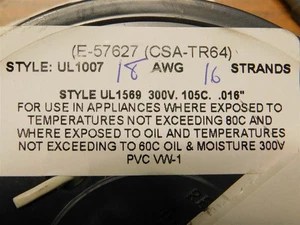 (E-57627 (CSA-TR64)
STYLE: UL1007 18 AWG 16 STRANDS
STYLE UL1569 300V. 105C. .016"
FOR USE IN APPLIANCES WHERE EXPOSED TO
TEMPERATURES NOT EXCEEDING 80C AND
WHERE EXPOSED TO OIL AND TEMPERATURES
NOT EXCEEDING TO 60C OIL & MOISTURE 300V
PVC VW-1